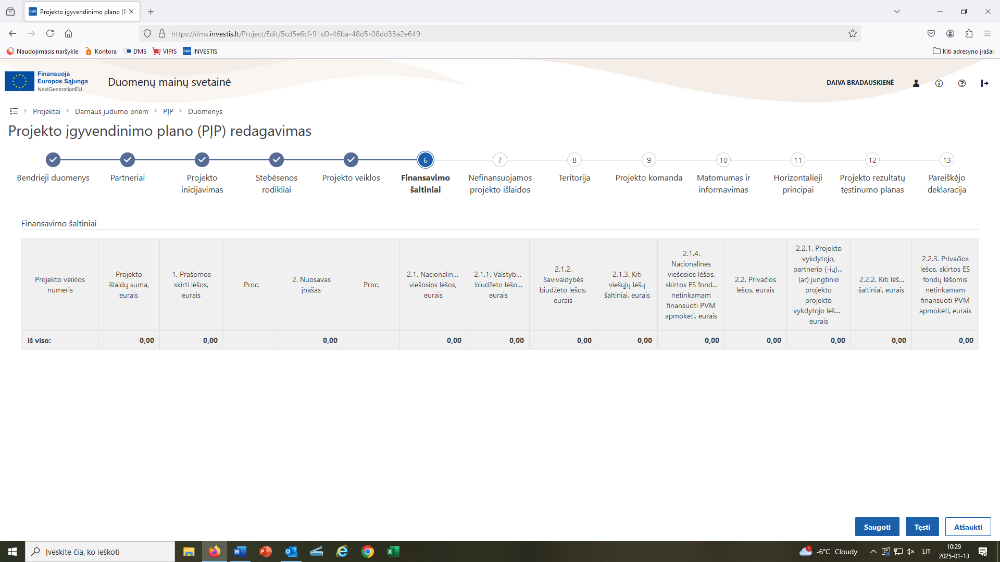 Projekto įgyvendinimo plano (P
https://dms.investis.lt/Project/Edit/5cd5e6cf-91d0-46ba-48d5-08dd33a2e649
Naudojimasis naršykle Kontora DMS VIPIS INVESTIS Kiti adresyno įrašai
Finansuoja
Europos Sąjunga
NextGenerationEU
Duomenų mainų svetainė
DAIVA BRADAUSKIENĖ
Projektai > Darnaus judumo priem > PĮP > Duomenys
Projekto įgyvendinimo plano (PĮP) redagavimas
6 7 8 9 10 11 12 13
Bendrieji duomenys
Partneriai
Projekto
inicijavimas
Stebėsenos
rodikliai
Projekto veiklos
Finansavimo
šaltiniai
Nefinansuojamos
projekto išlaidos
Teritorija
Projekto komanda
Matomumas ir
informavimas
Horizontalieji
principai
Projekto rezultatų
tęstinumo planas
Pareiškėjo
deklaracija
Finansavimo šaltiniai
Projekto veiklos
numeris
Projekto
išlaidų suma,
eurais
1. Prašomos
skirti lėšos,
eurais
Proc.
2. Nuosavas
įnašas
Proc.
2.1. Nacionalin...
viešosios lėšos,
eurais
2.1.1. Valstyb...
biudžeto lėšo...
eurais
2.1.2.
Savivaldybės
biudžeto lėšos,
eurais
2.1.3. Kiti
viešųjų lėšų
šaltiniai, eurais
2.1.4.
Nacionalinės
viešosios lėšos,
skirtos ES fond...
netinkamam
finansuoti PVM
apmokėti, eurais
2.2. Privačios
lėšos, eurais
2.2.1. Projekto
vykdytojo,
partnerio (-ių)...
(ar) jungtinio
projekto
projekto
vykdytojo lėš...
eurais
2.2.2. Kiti lėš...
šaltiniai, eurais
2.2.3. Privačios
lėšos, skirtos ES
fondų lėšomis
netinkamam
finansuoti PVM
apmokėti, eurais
Iš viso: 0,00 0,00 0,00 0,00 0,00 0,00 0,00 0,00 0,00 0,00 0,00 0,00
Saugoti Tęsti Atšaukti
Įveskite čia, ko ieškoti
-6°C Cloudy
LIT
10:29
2025-01-13